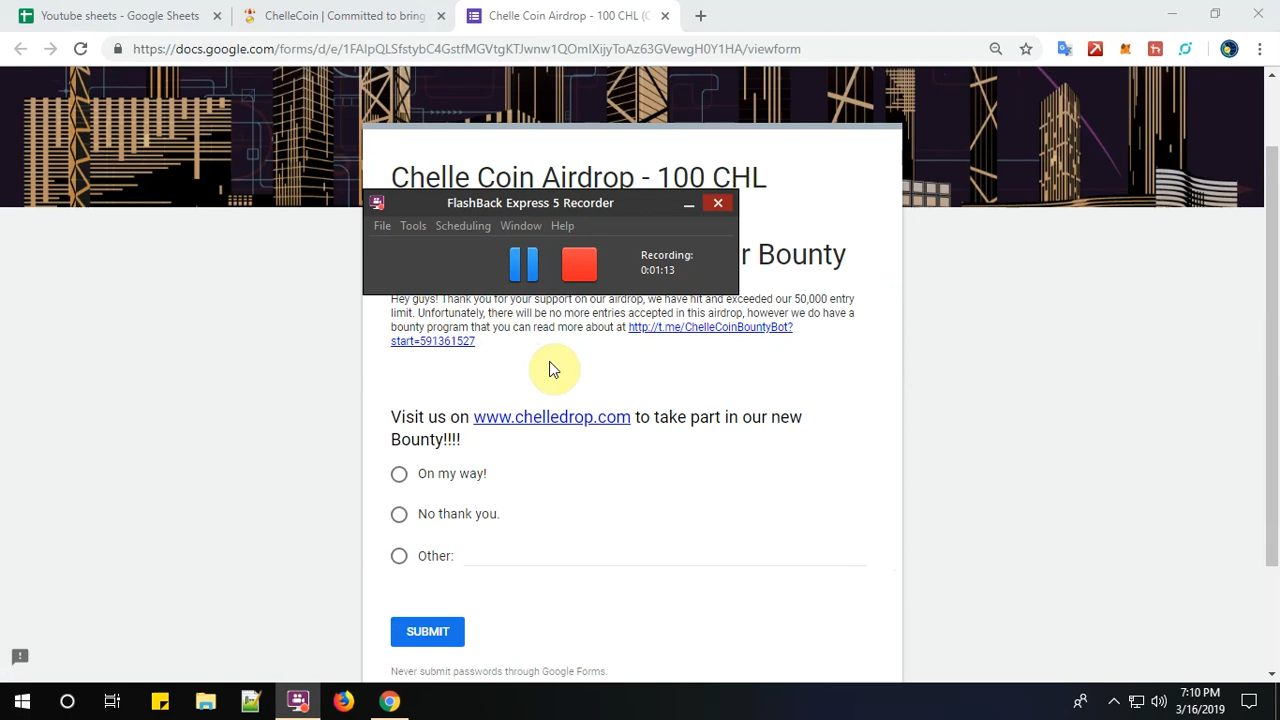 Youtube sheets - Google Sheets
ChelleCoin | Committed to bring
Chelle Coin Airdrop - 100 CHL (C
https://docs.google.com/forms/d/e/1FAIpQLSfstybC4GstfMGVtgKTJwnw1QOmIXijyToAz63GVewgH0Y1HA/viewform
Chelle Coin Airdrop - 100 CHL
FlashBack Express 5 Recorder
File Tools Scheduling Window Help
Recording:
0:01:13
r Bounty
Hey guys! Thank you for your support on our airdrop, we have hit and exceeded our 50,000 entry
limit. Unfortunately, there will be no more entries accepted in this airdrop, however we do have a
bounty program that you can read more about at http://t.me/ChelleCoinBountyBot?
start=591361527
Visit us on www.chelledrop.com to take part in our new
Bounty!!!!
On my way!
No thank you.
Other:
SUBMIT
Never submit passwords through Google Forms.
7:10 PM
3/16/2019